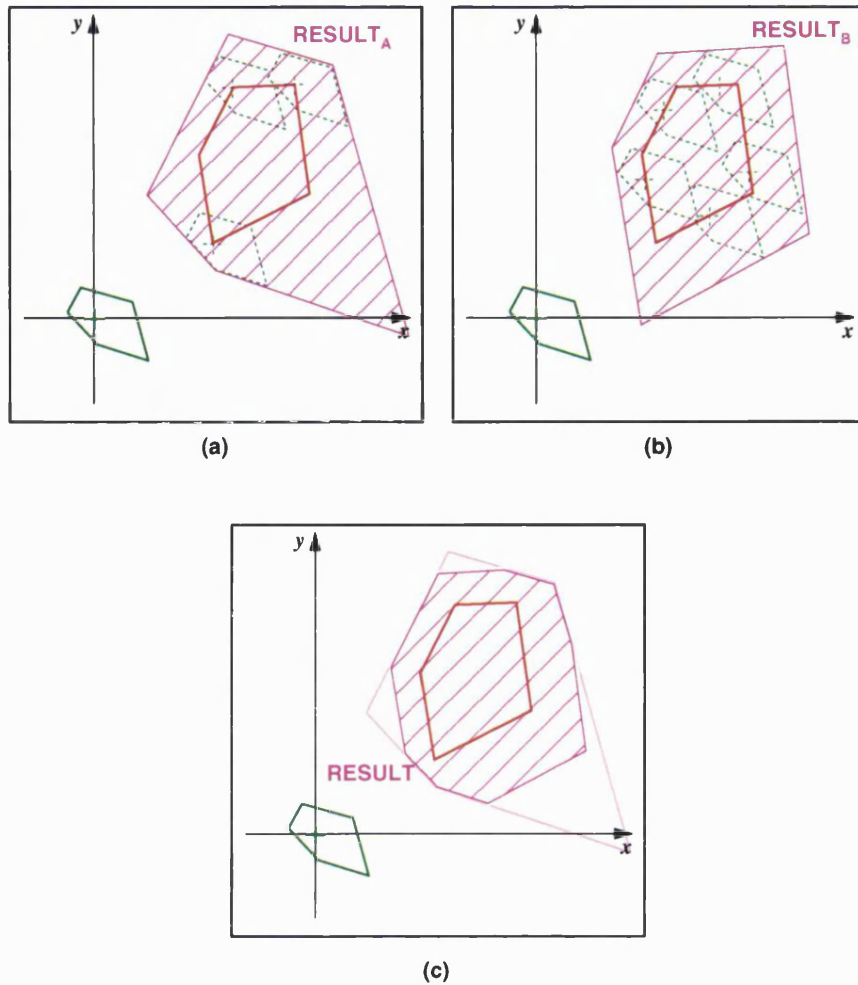 y
RESULT_A
x
(a)
y
RESULT_B
x
(b)
y
RESULT
x
(c)